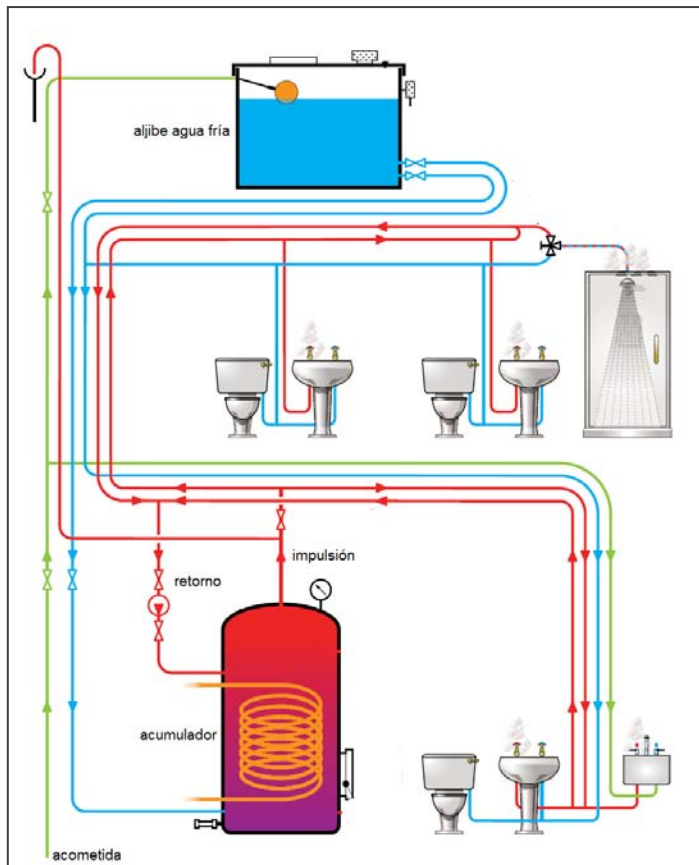 aljibe agua fría
impulsión
retorno
acumulador
acometida